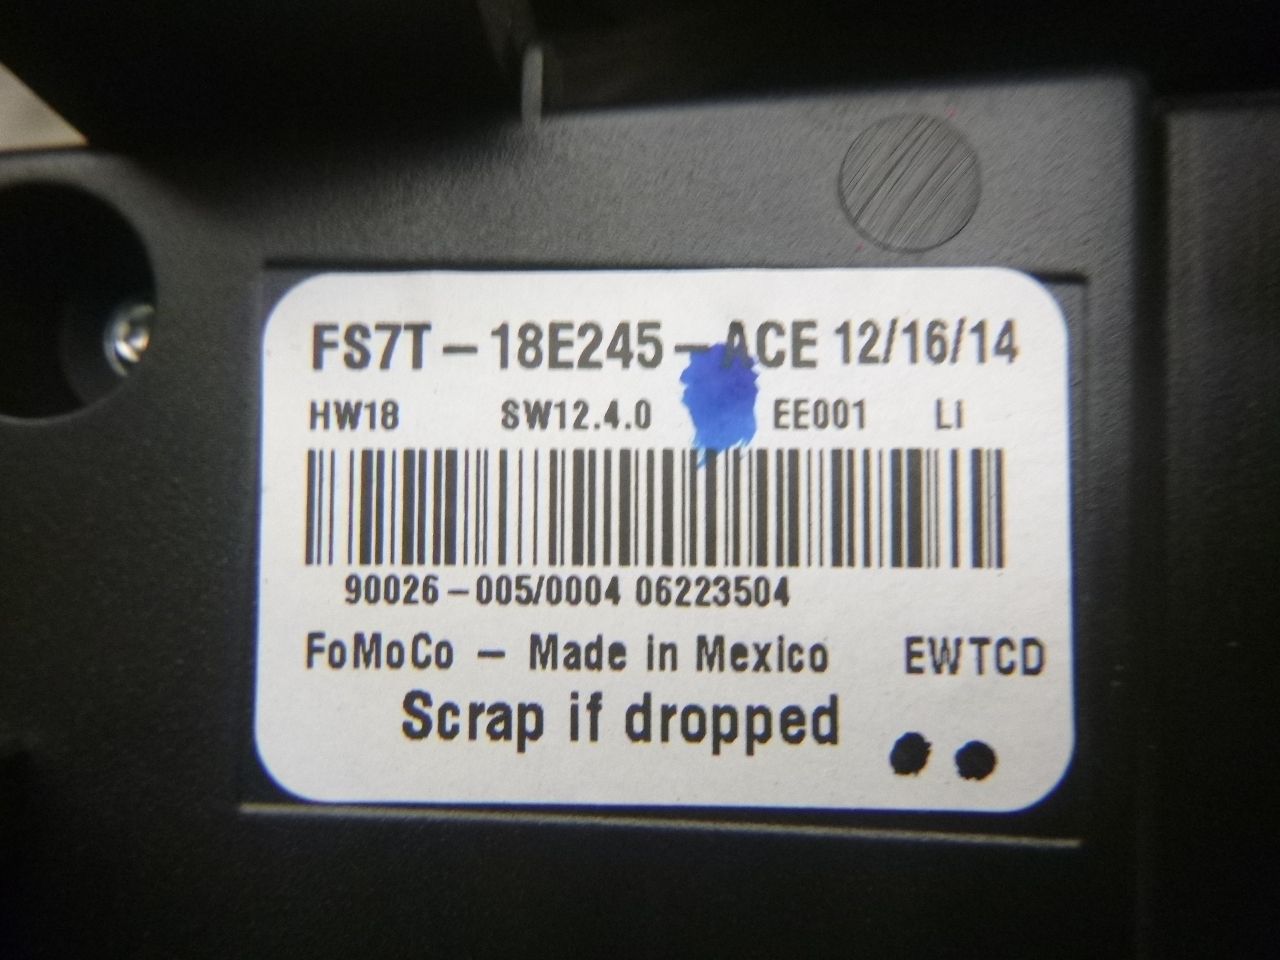 FS7T-18E245-ACE 12/16/14
HW18 SW12.4.0 EE001 Li
90026-005/0004 06223504
FoMoCo - Made in Mexico EWTCD
Scrap if dropped